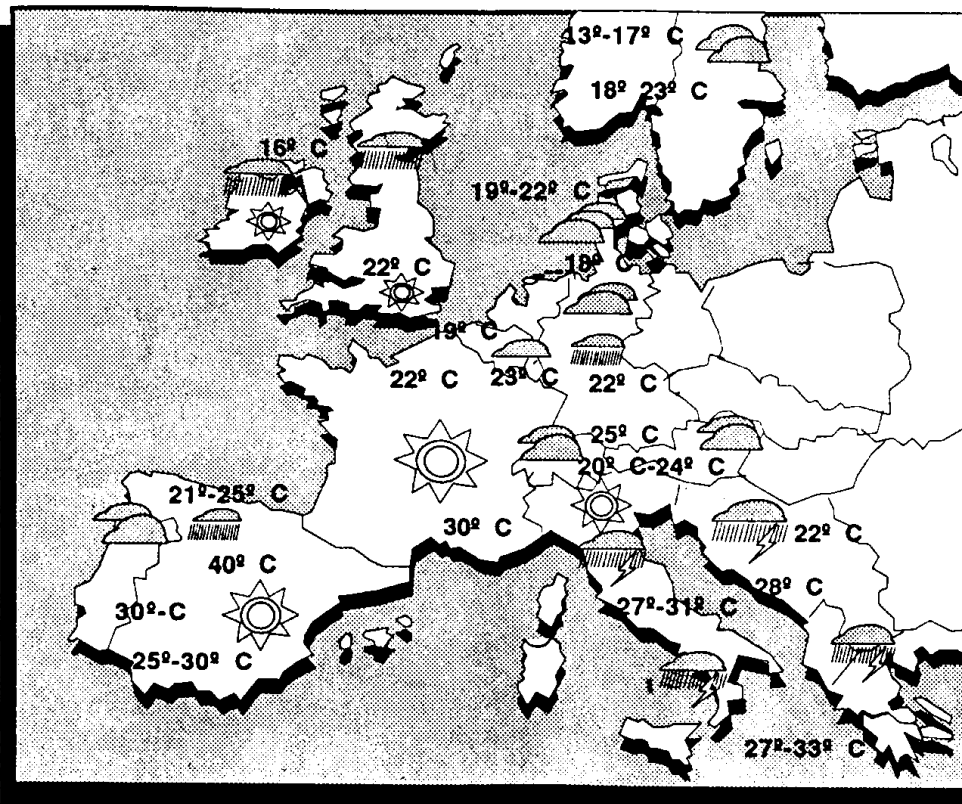 13º-17º C
18º 23º C
16º C
19º-22º C
18º C
22º C
19º C
22º C
23º C
22º C
25º C
20º C-24º C
21º-25º C
30º C
22º C
40º C
28º C
30º-C
27º-31º C
25º-30º C
27º-33º C